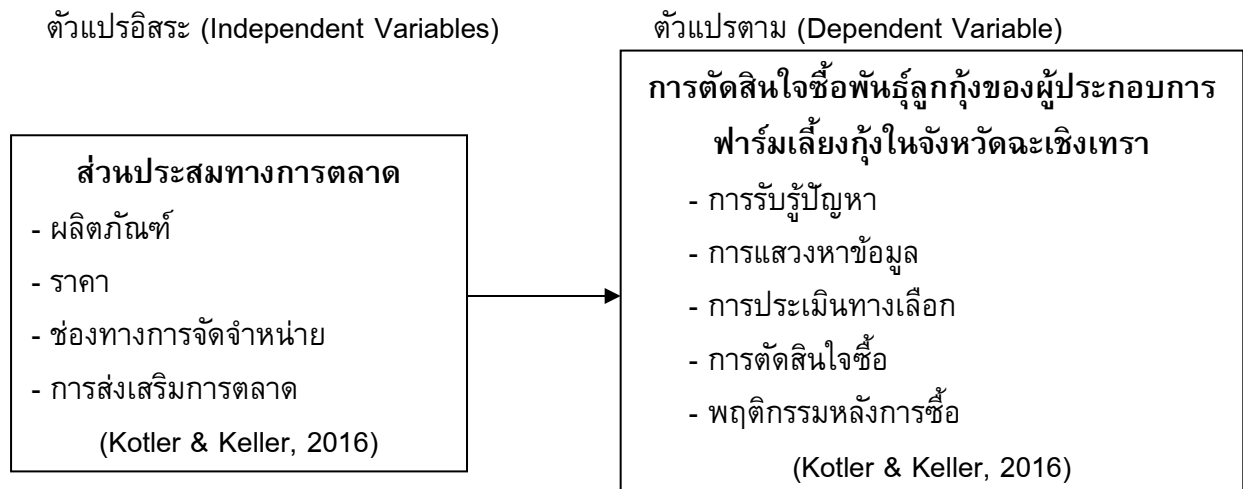 ตัวแปรอิสระ (Independent Variables)
ส่วนประสมทางการตลาด
- ผลิตภัณฑ์
- ราคา
- ช่องทางการจัดจำหน่าย
- การส่งเสริมการตลาด
(Kotler & Keller, 2016)
ตัวแปรตาม (Dependent Variable)
การตัดสินใจซื้อพันธุ์ลูกกุ้งของผู้ประกอบการ
ฟาร์มเลี้ยงกุ้งในจังหวัดฉะเชิงเทรา
- การรับรู้ปัญหา
- การแสวงหาข้อมูล
- การประเมินทางเลือก
- การตัดสินใจซื้อ
- พฤติกรรมหลังการซื้อ
(Kotler & Keller, 2016)